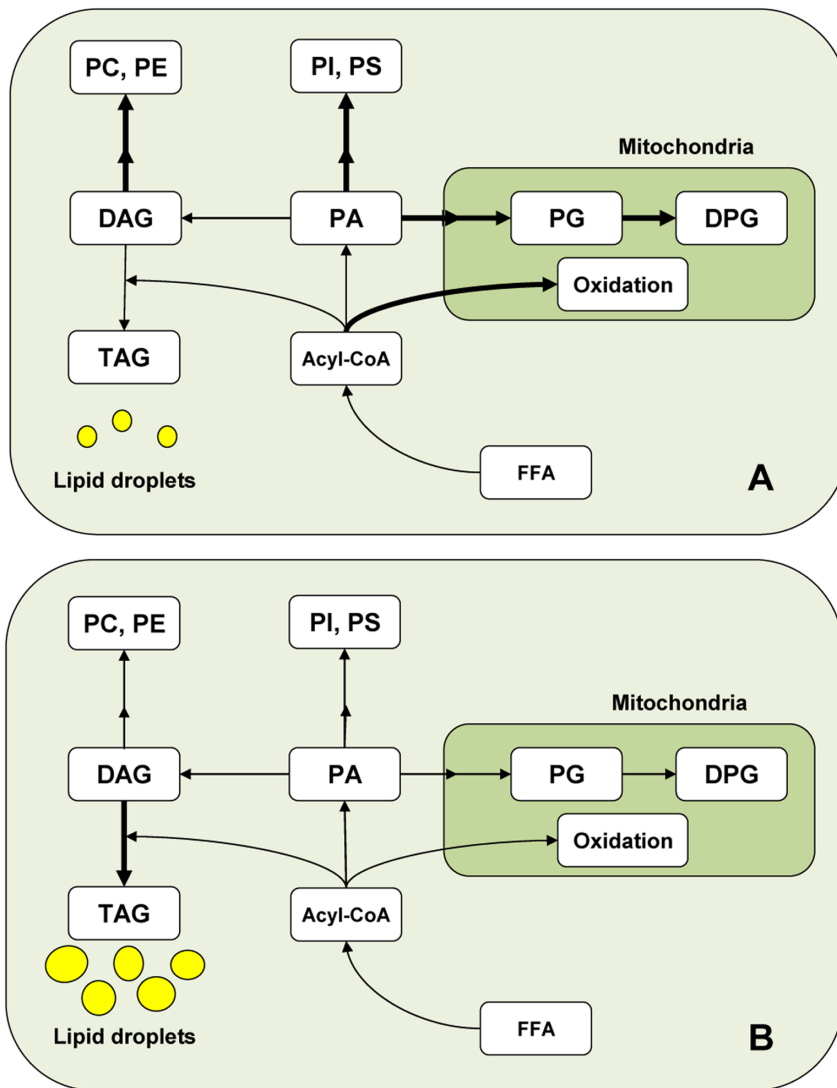 PC, PE
PI, PS
Mitochondria
DAG
PA
PG
DPG
Oxidation
TAG
Acyl-CoA
Lipid droplets
FFA
A
PC, PE
PI, PS
Mitochondria
DAG
PA
PG
DPG
Oxidation
TAG
Acyl-CoA
Lipid droplets
FFA
B